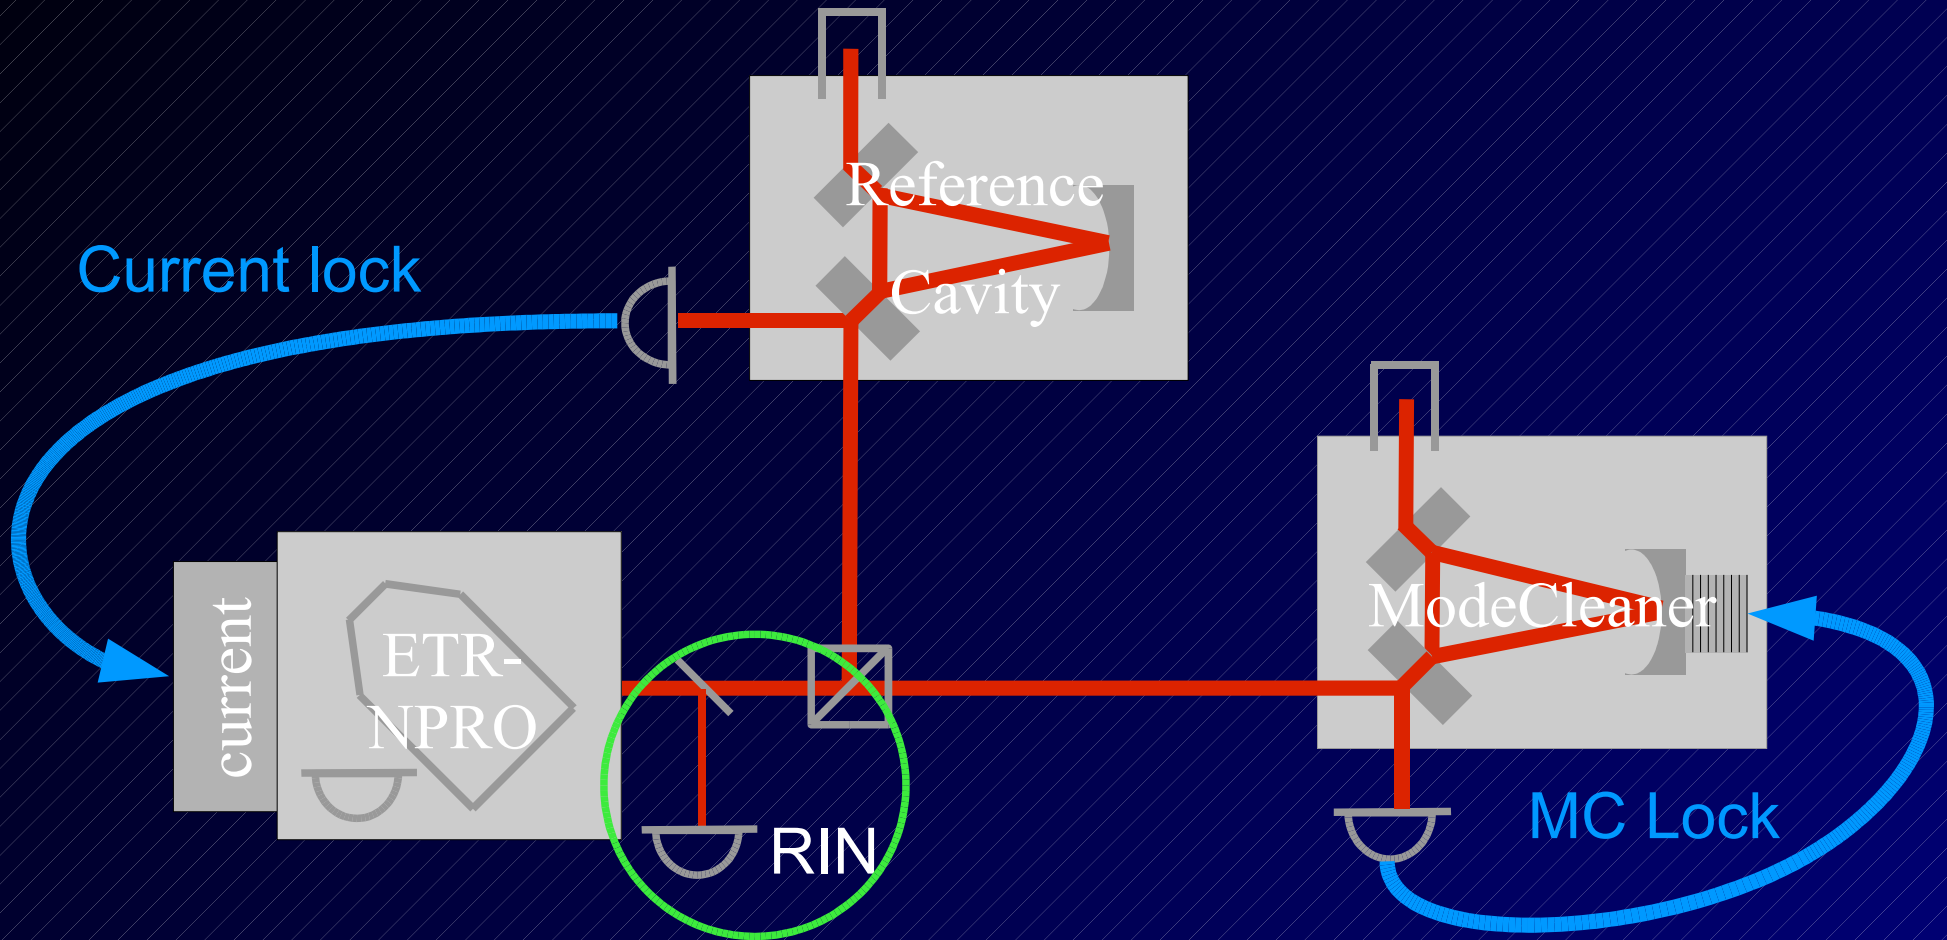 Reference
Cavity
Current lock
current
ETR-
NPRO
ModeCleaner
RIN
MC Lock